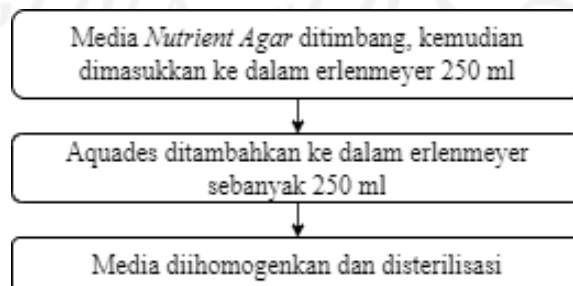 Media Nutrient Agar ditimbang, kemudian
dimasukkan ke dalam erlenmeyer 250 ml
Aquades ditambahkan ke dalam erlenmeyer
sebanyak 250 ml
Media diihomogenkan dan disterilisasi